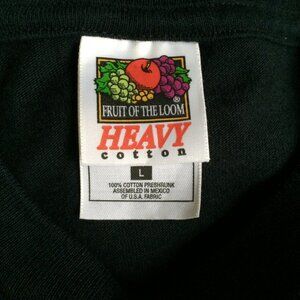 FRUIT OF THE LOOM
®
HEAVY
cotton
L
100% COTTON PRESHRUNK
ASSEMBLED IN MEXICO
OF U.S.A. FABRIC